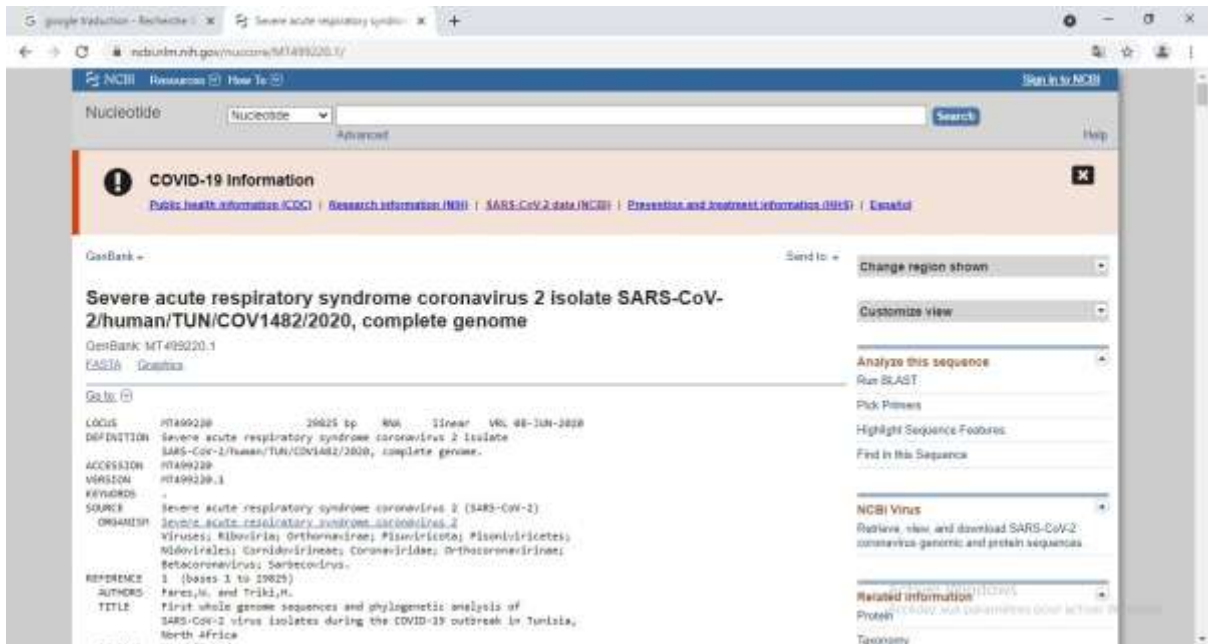 google traduction - Recherche
Severe acute respiratory syndro
ncbi.nlm.nih.gov/nuccore/MT499220.1/
NCBI Resources How To Sign in to NCBI
Nucleotide Nucleotide Search
Advanced Help
COVID-19 Information
Public health information (CDC) | Research information (NIH) | SARS-CoV-2 data (NCBI) | Prevention and treatment information (HHS) | Español
GenBank Send to:
Severe acute respiratory syndrome coronavirus 2 isolate SARS-CoV-
2/human/TUN/COV1482/2020, complete genome
GenBank: MT499220.1
FASTA Graphics
Go to:
LOCUS MT499220 29825 bp RNA linear VRL 08-JUN-2020
DEFINITION Severe acute respiratory syndrome coronavirus 2 isolate
SARS-CoV-2/human/TUN/COV1482/2020, complete genome.
ACCESSION MT499220
VERSION MT499220.1
KEYWORDS .
SOURCE Severe acute respiratory syndrome coronavirus 2 (SARS-CoV-2)
ORGANISM Severe acute respiratory syndrome coronavirus 2
Viruses; Riboviria; Orthornavirae; Pisuviricota; Pisoniviricetes;
Nidovirales; Cornidovirineae; Coronaviridae; Orthocoronavirinae;
Betacoronavirus; Sarbecovirus.
REFERENCE 1 (bases 1 to 29825)
AUTHORS Fares,W. and Triki,H.
TITLE First whole genome sequences and phylogenetic analysis of
SARS-CoV-2 virus isolates during the COVID-19 outbreak in Tunisia,
North Africa
Change region shown
Customize view
Analyze this sequence
Run BLAST
Pick Primers
Highlight Sequence Features
Find in this Sequence
NCBI Virus
Retrieve, view, and download SARS-CoV-2
coronavirus genomic and protein sequences.
Related information
Protein
Taxonomy
Activer Windows
Accédez aux paramètres pour activer